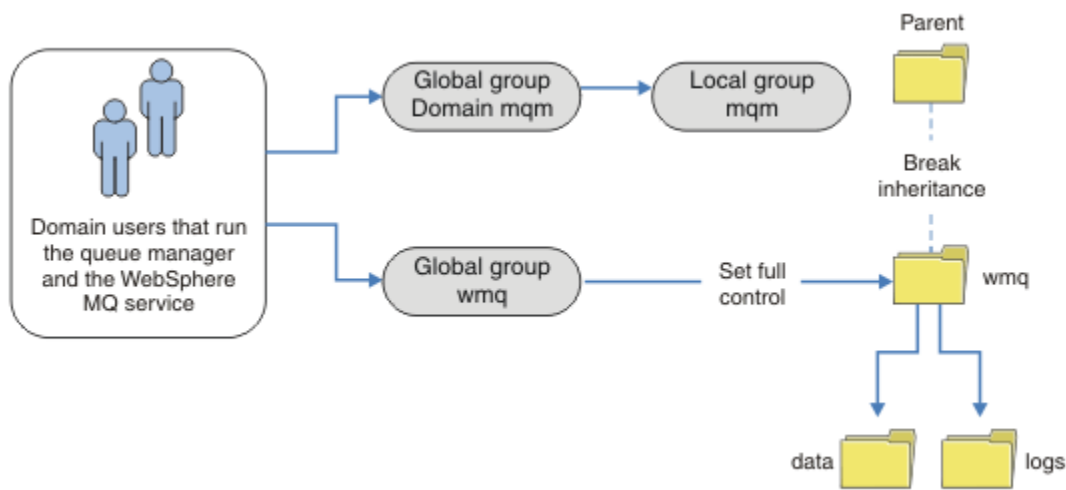 Parent
Global group
Domain mqm
Local group
mqm
Break
inheritance
Domain users that run
the queue manager
and the WebSphere
MQ service
Global group
wmq
Set full
control
wmq
data
logs